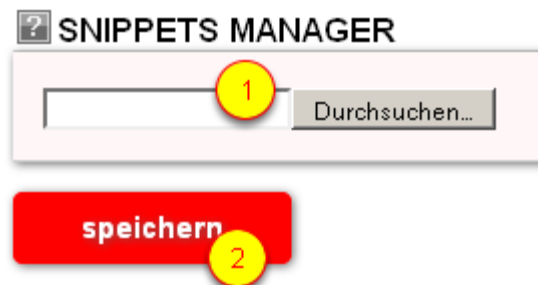 ? SNIPPETS MANAGER
1
Durchsuchen...
speichern
2